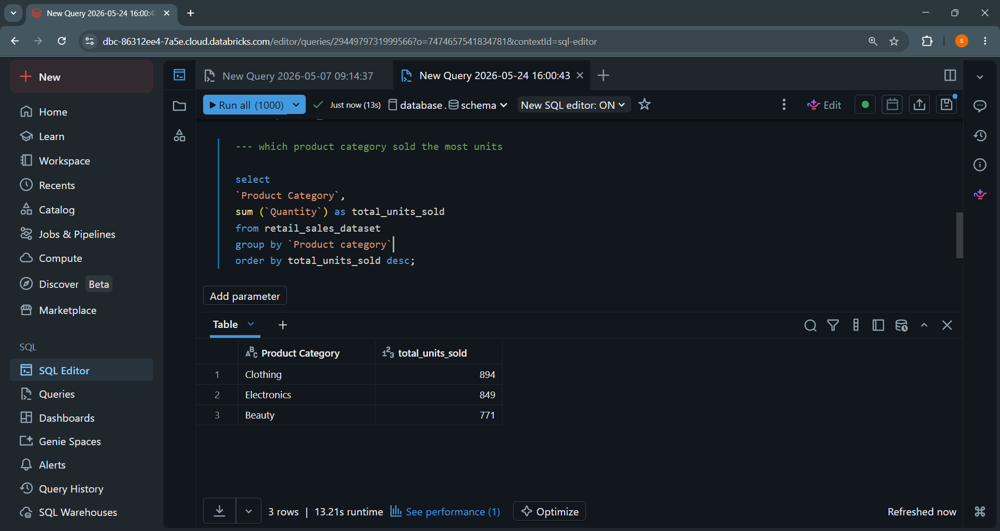 New Query 2026-05-24 16:00:4
dbc-86312ee4-7a5e.cloud.databricks.com/editor/queries/2944979731999566?o=7474657541834781&contextId=sql-editor
S
New
Home
Learn
Workspace
Recents
Catalog
Jobs & Pipelines
Compute
Discover Beta
Marketplace
SQL
SQL Editor
Queries
Dashboards
Genie Spaces
Alerts
Query History
SQL Warehouses
New Query 2026-05-07 09:14:37
New Query 2026-05-24 16:00:43
Run all (1000)
Just now (13s)
database . schema
New SQL editor: ON
Edit
--- which product category sold the most units
select
`Product Category`,
sum (`Quantity`) as total_units_sold
from retail_sales_dataset
group by `Product category`
order by total_units_sold desc;
Add parameter
Table
Product Category total_units_sold
1 Clothing 894
2 Electronics 849
3 Beauty 771
3 rows | 13.21s runtime See performance (1) Optimize
Refreshed now